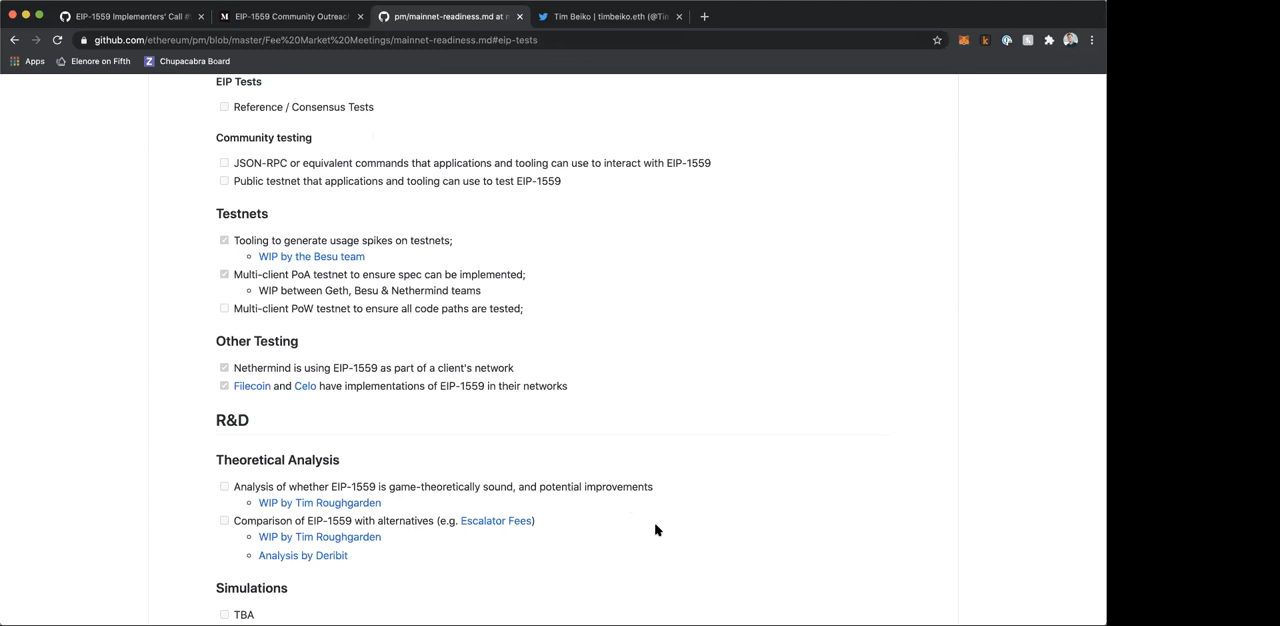 EIP-1559 Implementers' Call #
EIP-1559 Community Outreac
pm/mainnet-readiness.md at m
Tim Beiko | timbeiko.eth (@Tim
github.com/ethereum/pm/blob/master/Fee%20Market%20Meetings/mainnet-readiness.md#eip-tests
Apps
Elenore on Fifth
Chupacabra Board
EIP Tests
Reference / Consensus Tests
Community testing
JSON-RPC or equivalent commands that applications and tooling can use to interact with EIP-1559
Public testnet that applications and tooling can use to test EIP-1559
Testnets
Tooling to generate usage spikes on testnets;
WIP by the Besu team
Multi-client PoA testnet to ensure spec can be implemented;
WIP between Geth, Besu & Nethermind teams
Multi-client PoW testnet to ensure all code paths are tested;
Other Testing
Nethermind is using EIP-1559 as part of a client's network
Filecoin and Celo have implementations of EIP-1559 in their networks
R&D
Theoretical Analysis
Analysis of whether EIP-1559 is game-theoretically sound, and potential improvements
WIP by Tim Roughgarden
Comparison of EIP-1559 with alternatives (e.g. Escalator Fees)
WIP by Tim Roughgarden
Analysis by Deribit
Simulations
TBA